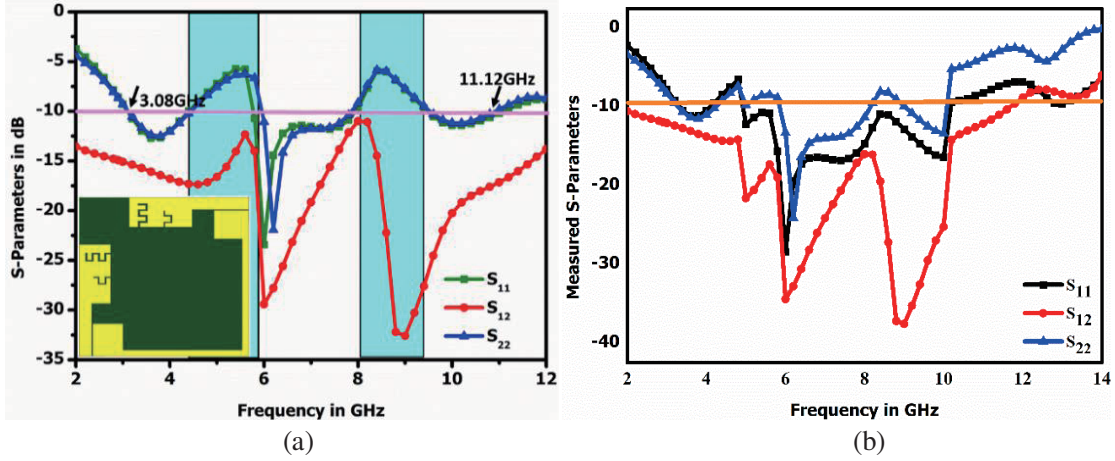 0
-5
-10
-15
-20
-25
-30
-35
S-Parameters in dB
3.08GHz
11.12GHz
S11
S12
S22
2 4 6 8 10 12
Frequency in GHz
(a)
0
-10
-20
-30
-40
Measured S-Parameters
S11
S12
S22
2 4 6 8 10 12 14
Frequency in GHz
(b)